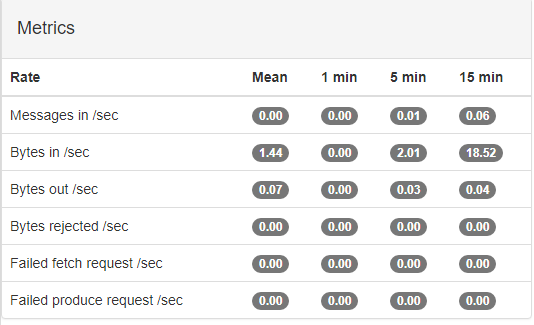 Metrics
Rate Mean 1 min 5 min 15 min
Messages in /sec 0.00 0.00 0.01 0.06
Bytes in /sec 1.44 0.00 2.01 18.52
Bytes out /sec 0.07 0.00 0.03 0.04
Bytes rejected /sec 0.00 0.00 0.00 0.00
Failed fetch request /sec 0.00 0.00 0.00 0.00
Failed produce request /sec 0.00 0.00 0.00 0.00